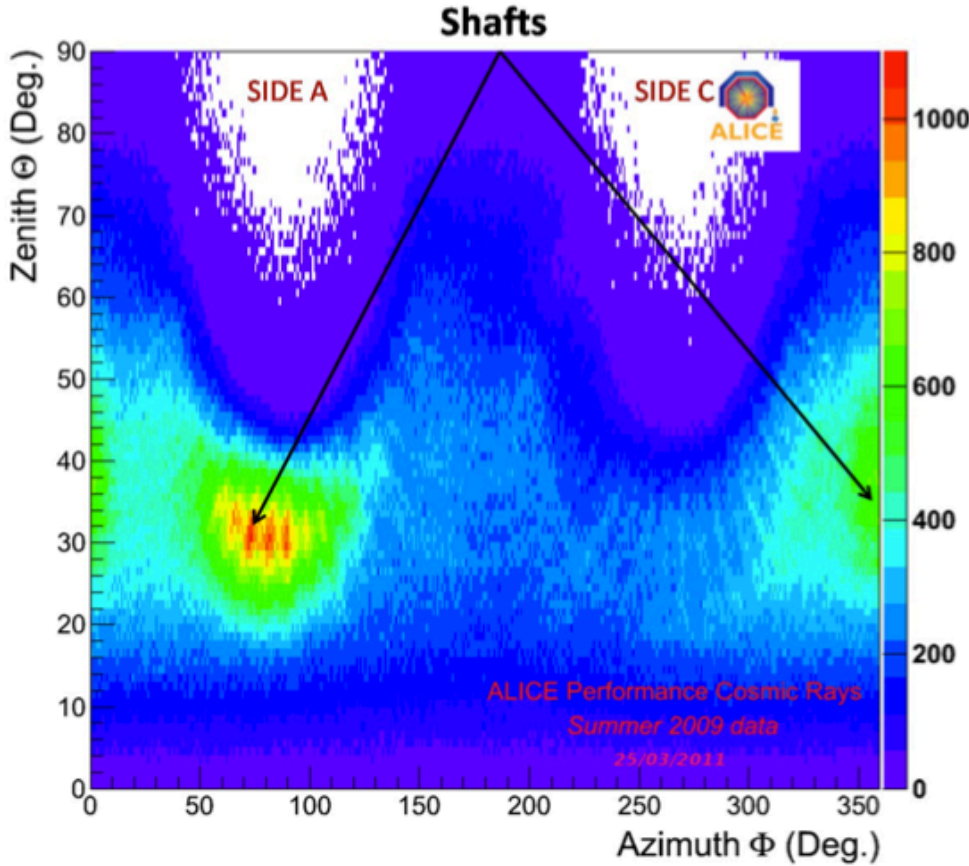 Shafts
SIDE A
SIDE C
ALICE
Zenith Θ (Deg.)
90
80
70
60
50
40
30
20
10
0
1000
800
600
400
200
0
ALICE Performance Cosmic Rays
Summer 2009 data
25/03/2011
0 50 100 150 200 250 300 350
Azimuth Φ (Deg.)